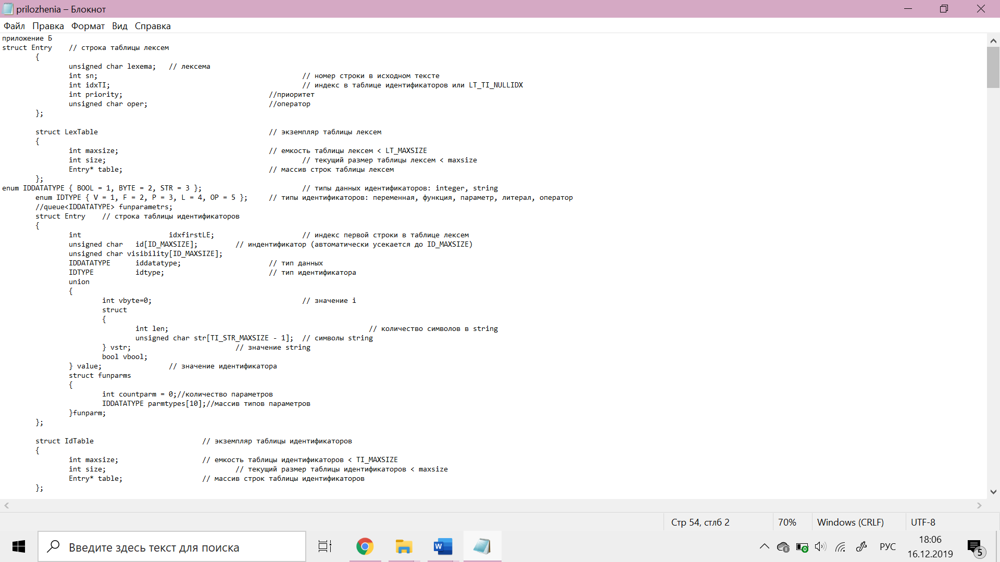 prilozhenia – Блокнот
Файл Правка Формат Вид Справка
приложение Б
struct Entry // строка таблицы лексем
{
unsigned char lexema; // лексема
int sn; // номер строки в исходном тексте
int idxTI; // индекс в таблице идентификаторов или LT_TI_NULLIDX
int priority; //приоритет
unsigned char oper; //оператор
};
struct LexTable // экземпляр таблицы лексем
{
int maxsize; // емкость таблицы лексем < LT_MAXSIZE
int size; // текущий размер таблицы лексем < maxsize
Entry* table; // массив строк таблицы лексем
};
enum IDDATATYPE { BOOL = 1, BYTE = 2, STR = 3 }; // типы данных идентификаторов: integer, string
enum IDTYPE { V = 1, F = 2, P = 3, L = 4, OP = 5 }; // типы идентификаторов: переменная, функция, параметр, литерал, оператор
//queue<IDDATATYPE> funparametrs;
struct Entry // строка таблицы идентификаторов
{
int idxfirstLE; // индекс первой строки в таблице лексем
unsigned char id[ID_MAXSIZE]; // индентификатор (автоматически усекается до ID_MAXSIZE)
unsigned char visibility[ID_MAXSIZE];
IDDATATYPE iddatatype; // тип данных
IDTYPE idtype; // тип идентификатора
union
{
int vbyte=0; // значение i
struct
{
int len; // количество символов в string
unsigned char str[TI_STR_MAXSIZE - 1]; // символы string
} vstr; // значение string
bool vbool;
} value; // значение идентификатора
struct funparms
{
int countparm = 0;//количество параметров
IDDATATYPE parmtypes[10];//массив типов параметров
}funparm;
};
struct IdTable // экземпляр таблицы идентификаторов
{
int maxsize; // емкость таблицы идентификаторов < TI_MAXSIZE
int size; // текущий размер таблицы идентификаторов < maxsize
Entry* table; // массив строк таблицы идентификаторов
};
Стр 54, стлб 2 70% Windows (CRLF) UTF-8
Введите здесь текст для поиска
РУС
18:06
16.12.2019
5